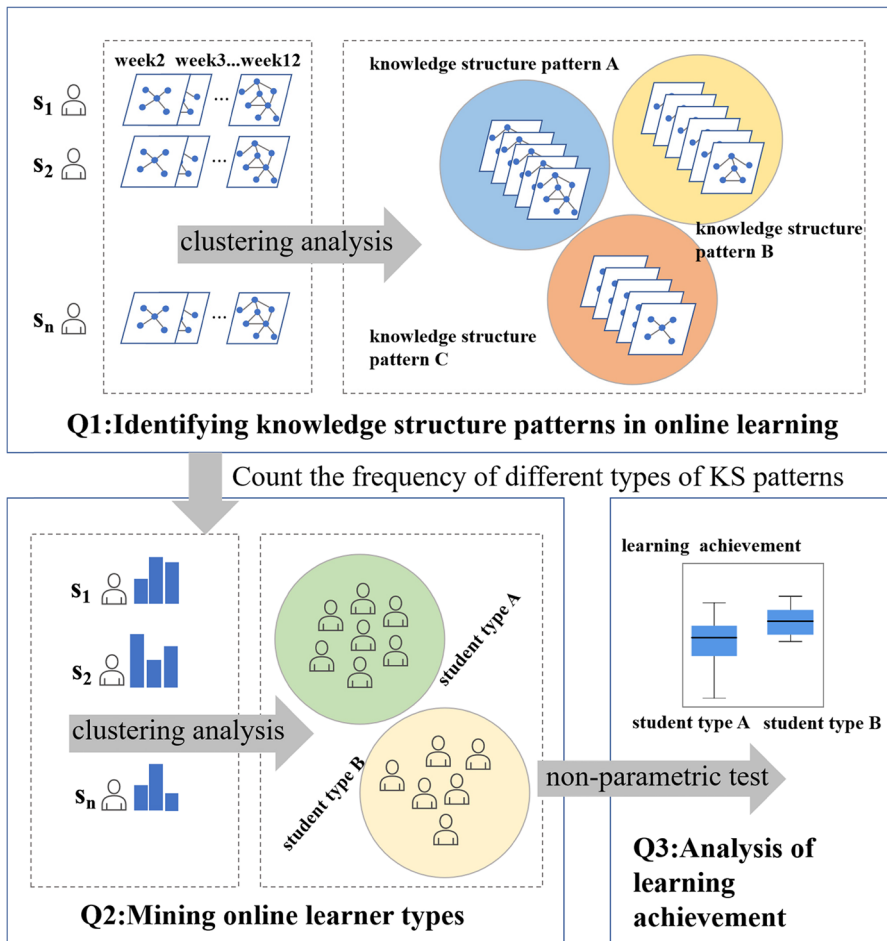 week2 week3...week12
s1
s2
sn
clustering analysis
knowledge structure pattern A
knowledge structure
pattern B
knowledge structure
pattern C
Q1:Identifying knowledge structure patterns in online learning
Count the frequency of different types of KS patterns
s1
s2
sn
clustering analysis
student type A
student type B
Q2:Mining online learner types
non-parametric test
learning achievement
student type A student type B
Q3:Analysis of
learning
achievement